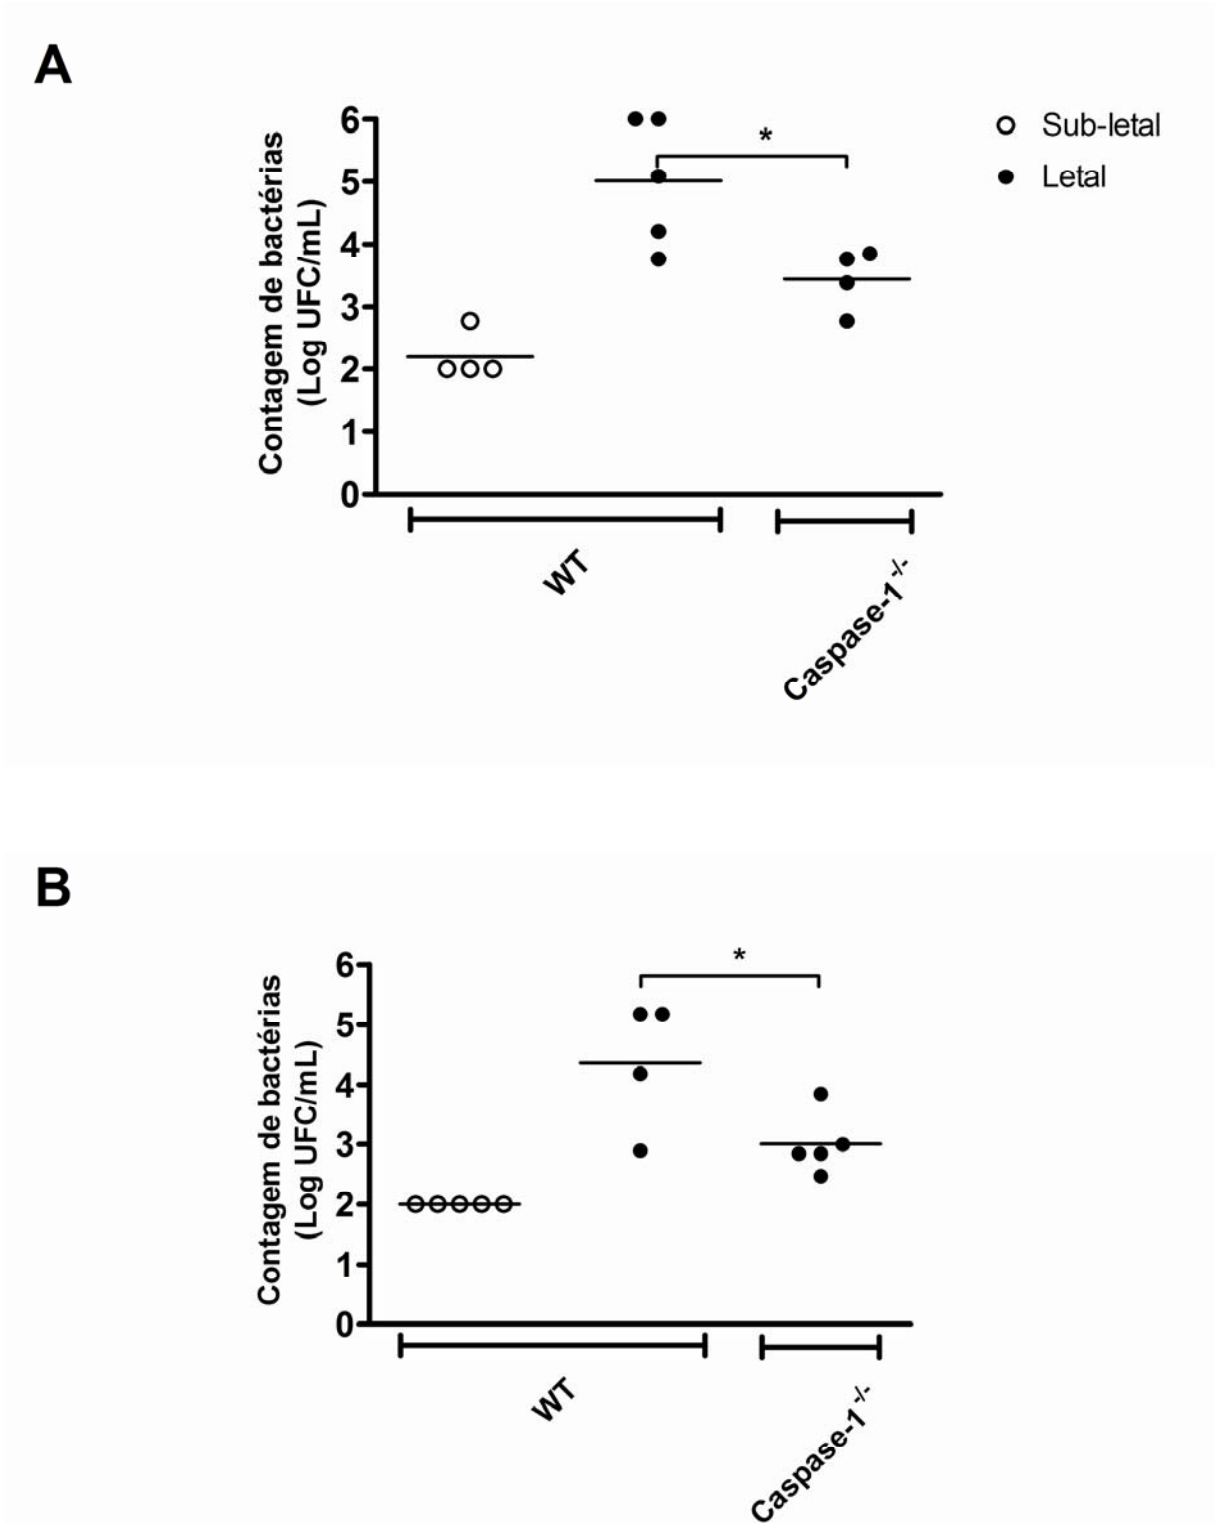 A
Contagem de bactérias
(Log UFC/mL)
6
5
4
3
2
1
0
*
Sub-letal
Letal
WT
Caspase-1-/-
B
Contagem de bactérias
(Log UFC/mL)
6
5
4
3
2
1
0
*
WT
Caspase-1-/-